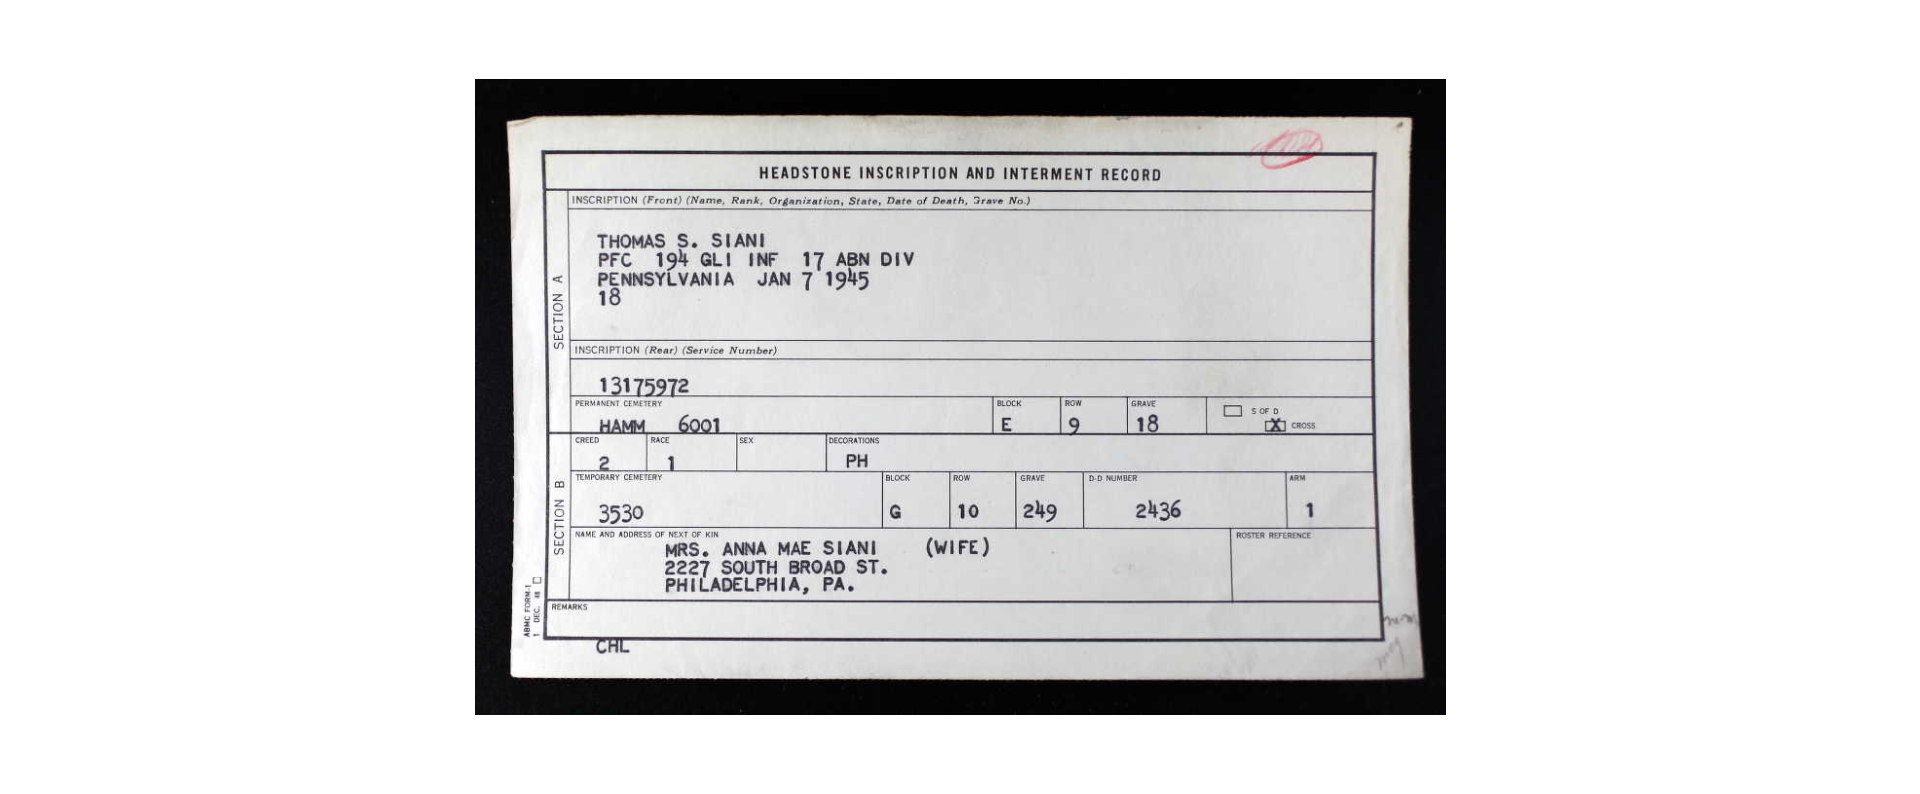 HEADSTONE INSCRIPTION AND INTERMENT RECORD
SECTION A
INSCRIPTION (Front) (Name, Rank, Organization, State, Date of Death, Grave No.)
THOMAS S. SIANI
PFC 194 GLI INF 17 ABN DIV
PENNSYLVANIA JAN 7 1945
18
INSCRIPTION (Rear) (Service Number)
13175972
PERMANENT CEMETERY BLOCK ROW GRAVE
HAMM 6001 E 9 18
S OF D
X CROSS
SECTION B
CREED RACE SEX DECORATIONS
2 1 PH
TEMPORARY CEMETERY BLOCK ROW GRAVE D-D NUMBER ARM
3530 G 10 249 2436 1
NAME AND ADDRESS OF NEXT OF KIN ROSTER REFERENCE
MRS. ANNA MAE SIANI (WIFE)
2227 SOUTH BROAD ST.
PHILADELPHIA, PA.
REMARKS
CHL
ABMC FORM-1
1 DEC. 48